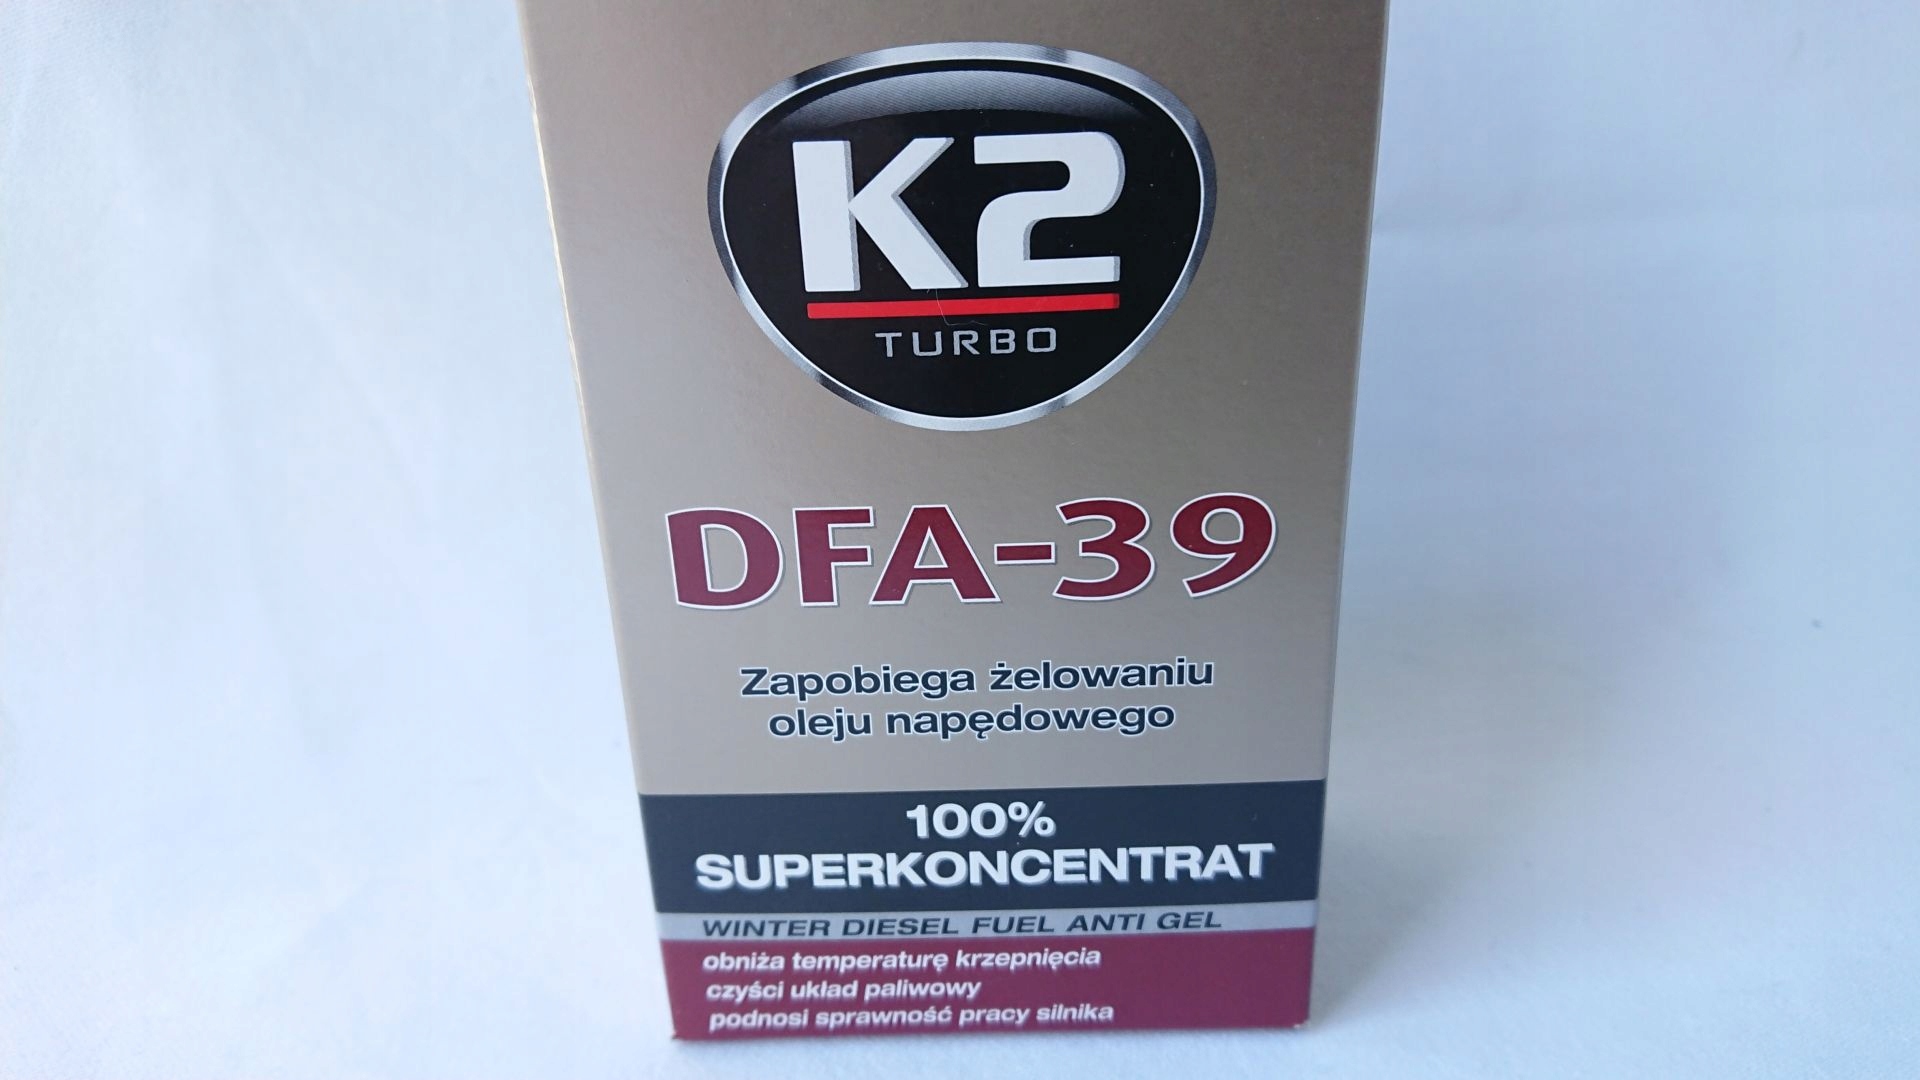 K2
TURBO
DFA-39
Zapobiega żelowaniu
oleju napędowego
100%
SUPERKONCENTRAT
WINTER DIESEL FUEL ANTI GEL
obniża temperaturę krzepnięcia
czyści układ paliwowy
podnosi sprawność pracy silnika